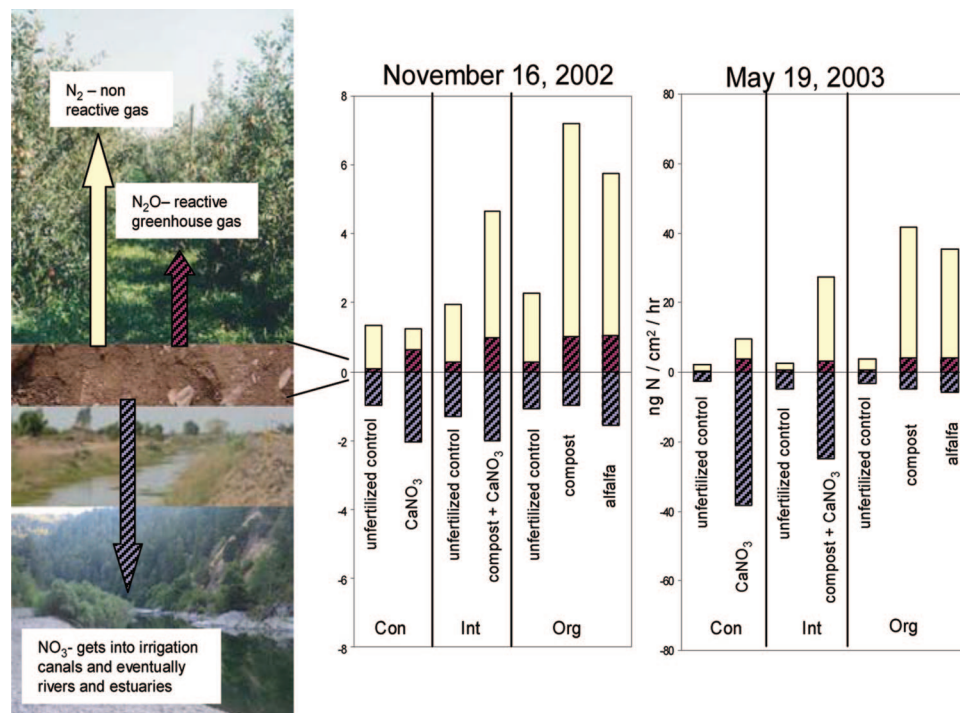 N₂ – non
reactive gas
N₂O– reactive
greenhouse gas
NO₃- gets into irrigation
canals and eventually
rivers and estuaries
November 16, 2002
8
6
4
2
0
-2
-4
-6
-8
unfertilized control
CaNO₃
unfertilized control
compost + CaNO₃
unfertilized control
compost
alfalfa
Con
Int
Org
May 19, 2003
ng N / cm² / hr
80
60
40
20
0
-20
-40
-60
-80
unfertilized control
CaNO₃
unfertilized control
compost + CaNO₃
unfertilized control
compost
alfalfa
Con
Int
Org